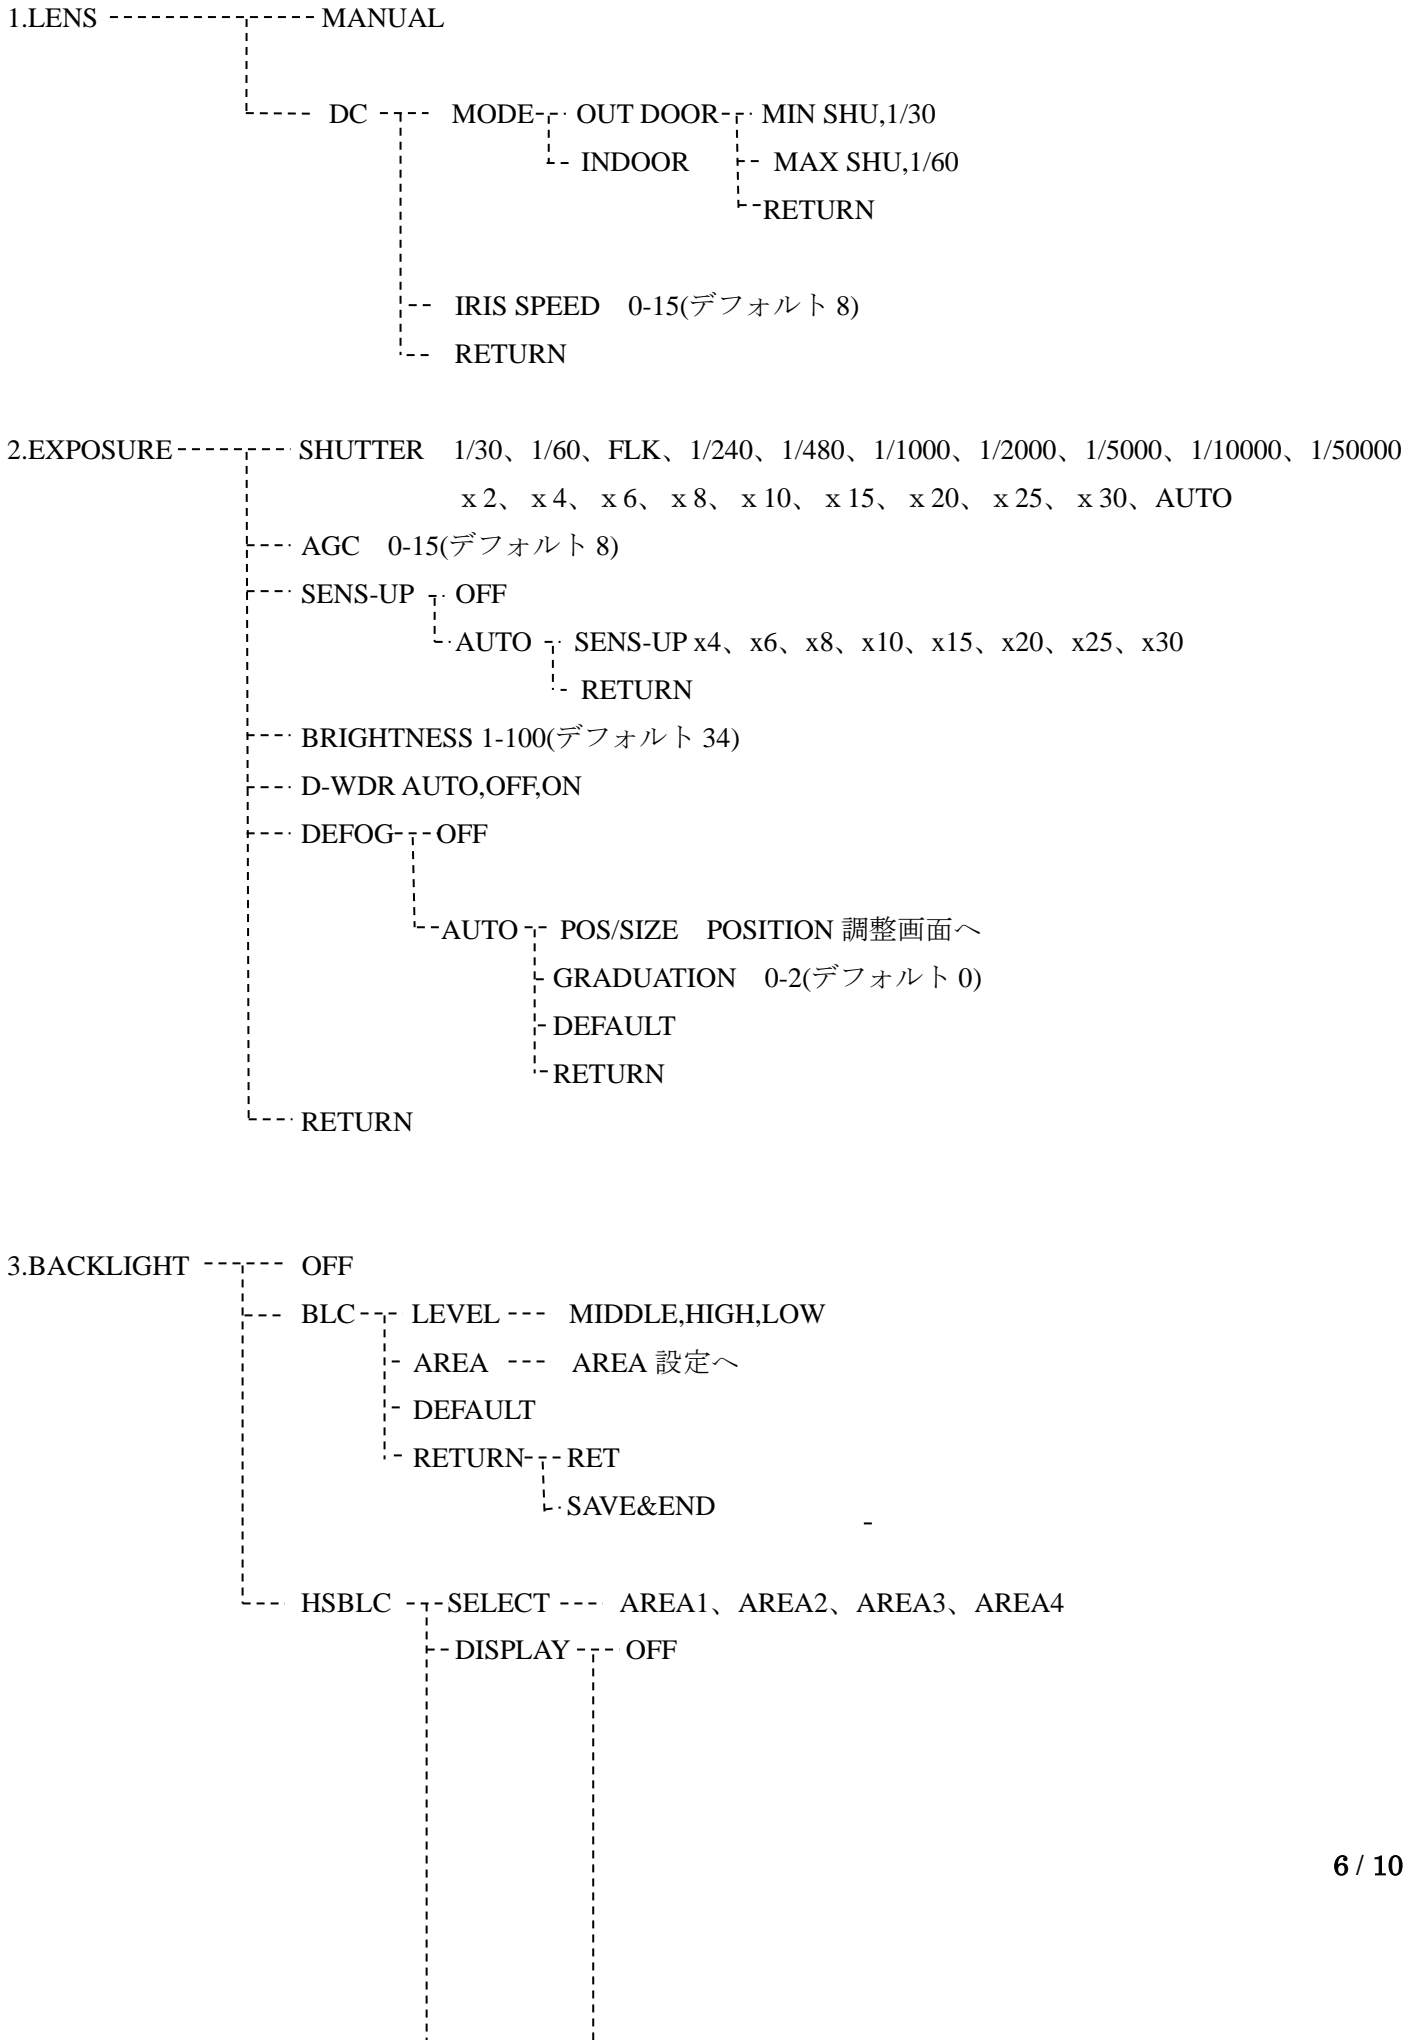 1.LENS MANUAL
DC MODE OUT DOOR MIN SHU,1/30
INDOOR MAX SHU,1/60
RETURN
IRIS SPEED 0-15(デフォルト 8)
RETURN
2.EXPOSURE SHUTTER 1/30、1/60、FLK、1/240、1/480、1/1000、1/2000、1/5000、1/10000、1/50000
x 2、 x 4、 x 6、 x 8、 x 10、 x 15、 x 20、 x 25、 x 30、AUTO
AGC 0-15(デフォルト 8)
SENS-UP OFF
AUTO SENS-UP x4、x6、x8、x10、x15、x20、x25、x30
RETURN
BRIGHTNESS 1-100(デフォルト 34)
D-WDR AUTO,OFF,ON
DEFOG OFF
AUTO POS/SIZE POSITION 調整画面へ
GRADUATION 0-2(デフォルト 0)
DEFAULT
RETURN
RETURN
3.BACKLIGHT OFF
BLC LEVEL MIDDLE,HIGH,LOW
AREA AREA 設定へ
DEFAULT
RETURN RET
SAVE&END
HSBLC SELECT AREA1、AREA2、AREA3、AREA4
DISPLAY OFF
6 / 10